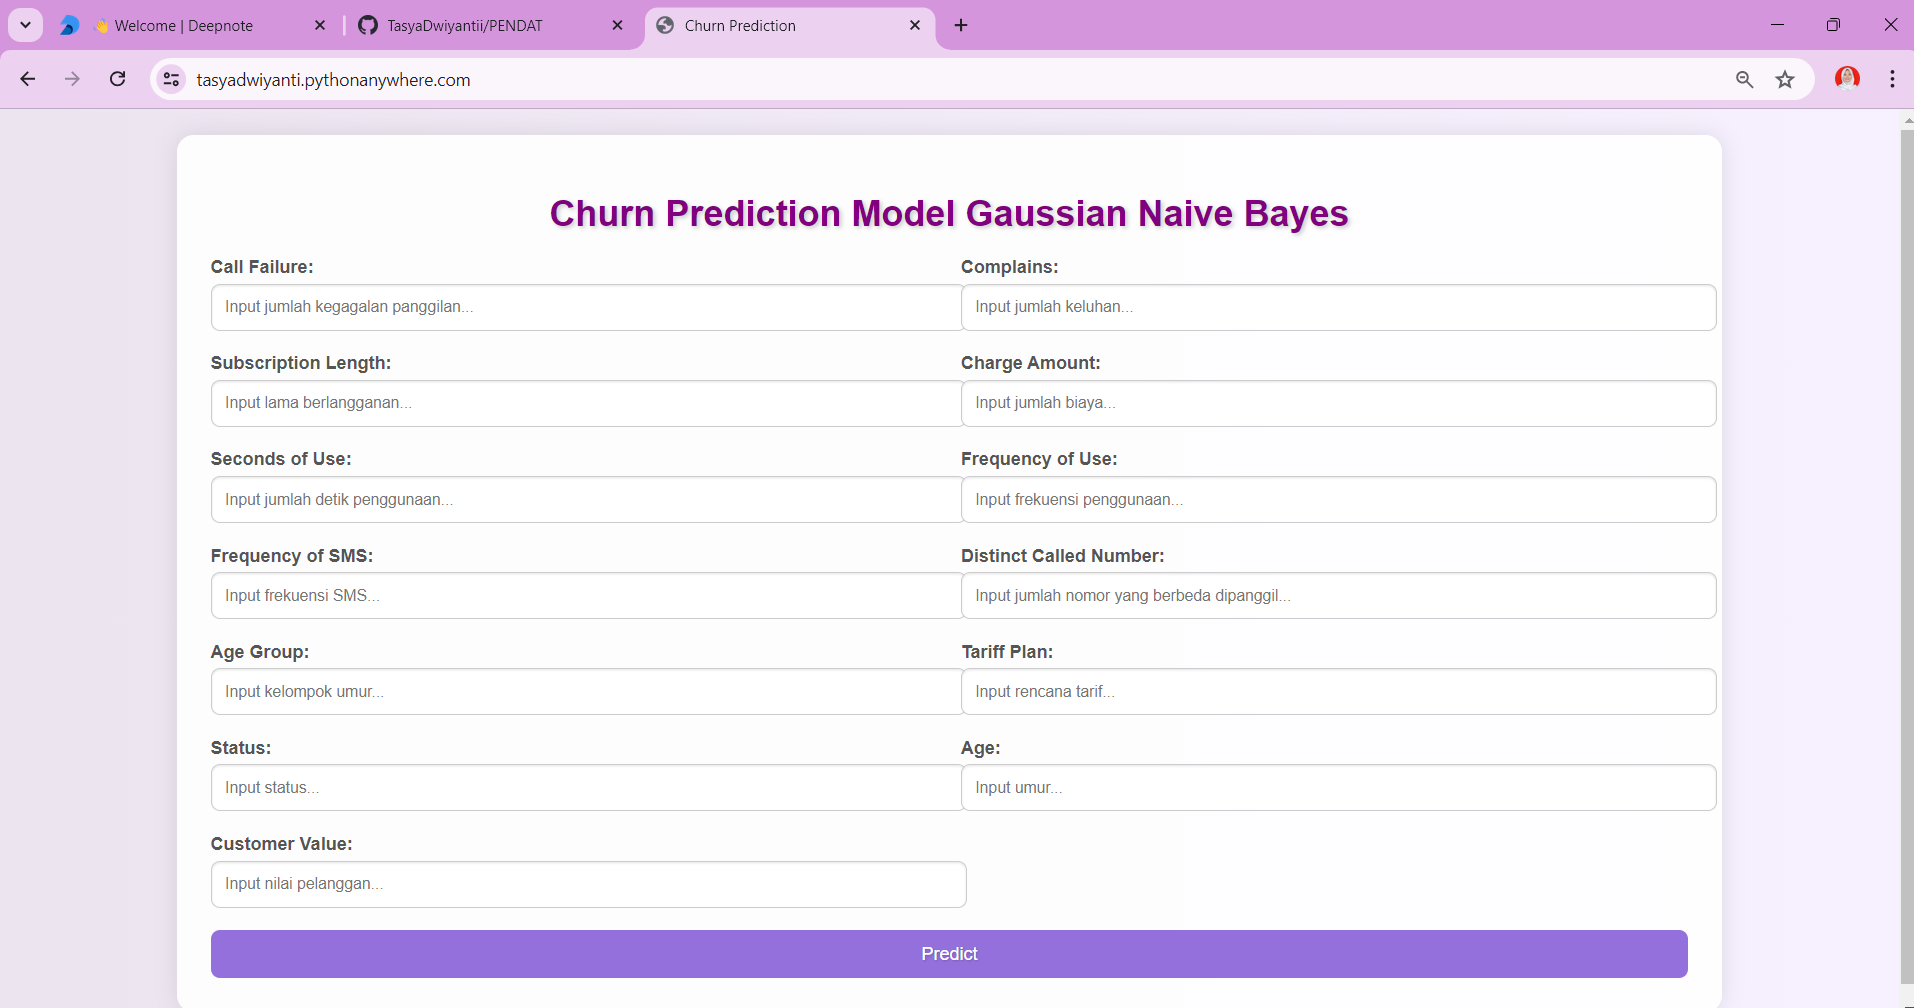 👋 Welcome | Deepnote
TasyaDwiyantii/PENDAT
Churn Prediction
tasyadwiyanti.pythonanywhere.com
Churn Prediction Model Gaussian Naive Bayes
Call Failure:
Complains:
Input jumlah kegagalan panggilan...
Input jumlah keluhan...
Subscription Length:
Charge Amount:
Input lama berlangganan...
Input jumlah biaya...
Seconds of Use:
Frequency of Use:
Input jumlah detik penggunaan...
Input frekuensi penggunaan...
Frequency of SMS:
Distinct Called Number:
Input frekuensi SMS...
Input jumlah nomor yang berbeda dipanggil...
Age Group:
Tariff Plan:
Input kelompok umur...
Input rencana tarif...
Status:
Age:
Input status...
Input umur...
Customer Value:
Input nilai pelanggan...
Predict